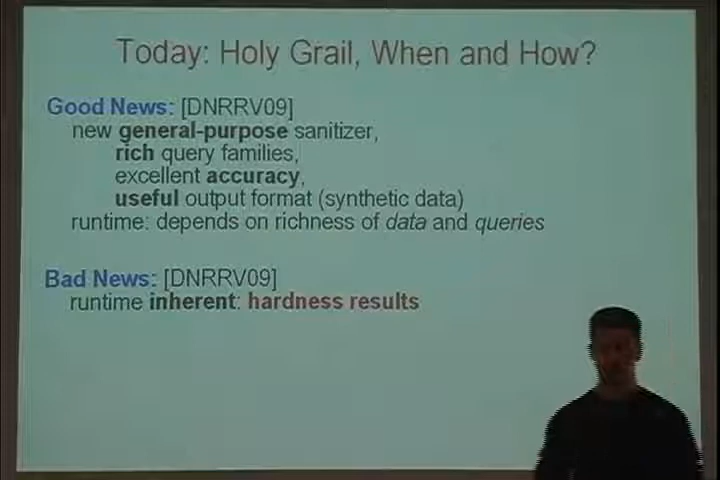 Today: Holy Grail, When and How?
Good News: [DNRRV09]
new general-purpose sanitizer,
rich query families,
excellent accuracy,
useful output format (synthetic data)
runtime: depends on richness of data and queries
Bad News: [DNRRV09]
runtime inherent: hardness results